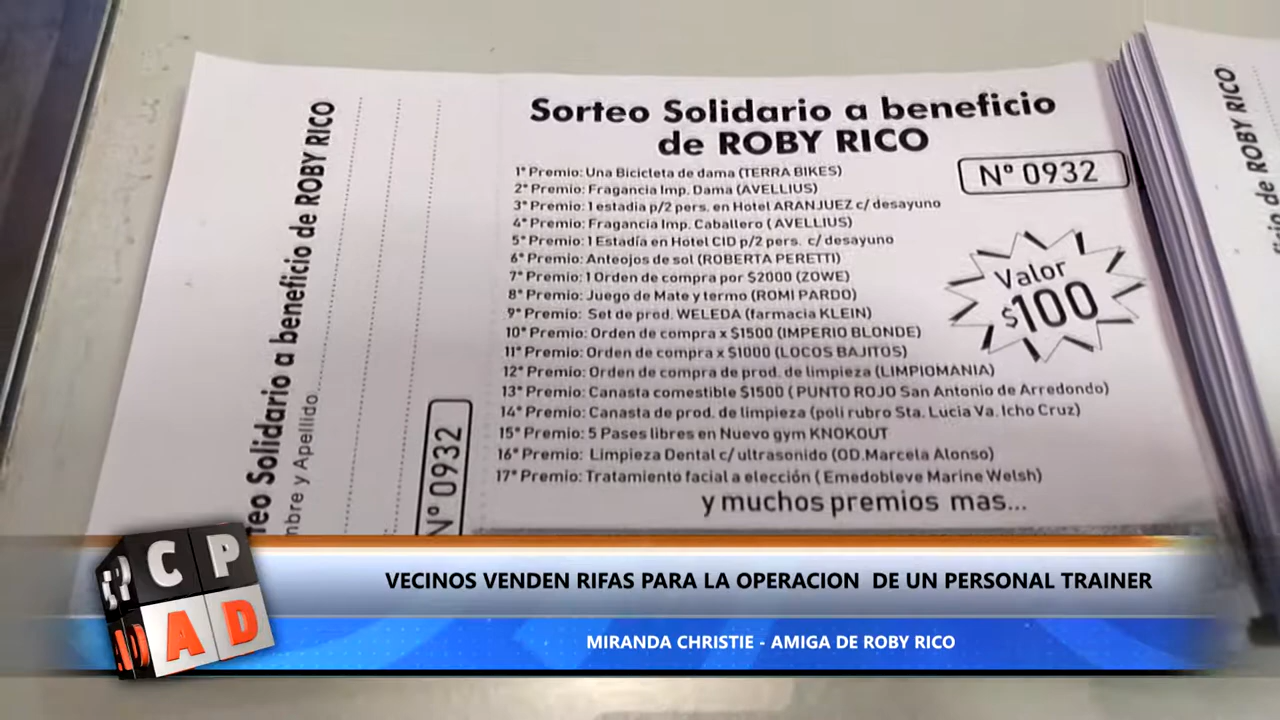 Sorteo Solidario a beneficio
de ROBY RICO
Nº 0932
1º Premio: Una Bicicleta de dama (TERRA BIKES)
2º Premio: Fragancia Imp. Dama (AVELLIUS)
3º Premio: 1 estadia p/2 pers. en Hotel ARANJUEZ c/ desayuno
4º Premio: Fragancia Imp. Caballero ( AVELLIUS)
5º Premio: 1 Estadía en Hotel CID p/2 pers. c/ desayuno
6º Premio: Anteojos de sol (ROBERTA PERETTI)
7º Premio: 1 Orden de compra por $2000 (ZOWE)
8º Premio: Juego de Mate y termo (ROMI PARDO)
9º Premio: Set de prod. WELEDA (farmacia KLEIN)
10º Premio: Orden de compra x $1500 (IMPERIO BLONDE)
11º Premio: Orden de compra x $1000 (LOCOS BAJITOS)
12º Premio: Orden de compra de prod. de limpieza (LIMPIOMANIA)
13º Premio: Canasta comestible $1500 ( PUNTO ROJO San Antonio de Arredondo)
14º Premio: Canasta de prod. de limpieza (poli rubro Sta. Lucia Va. Icho Cruz)
15º Premio: 5 Pases libres en Nuevo gym KNOKOUT
16º Premio: Limpieza Dental c/ ultrasonido (OD.Marcela Alonso)
17º Premio: Tratamiento facial a elección ( Emedobleve Marine Welsh)
y muchos premios mas...
Valor
$100
teo Solidario a beneficio de ROBY RICO
mbre y Apellido
Nº 0932
de ROBY RICO
CP
AD
VECINOS VENDEN RIFAS PARA LA OPERACION DE UN PERSONAL TRAINER
MIRANDA CHRISTIE - AMIGA DE ROBY RICO